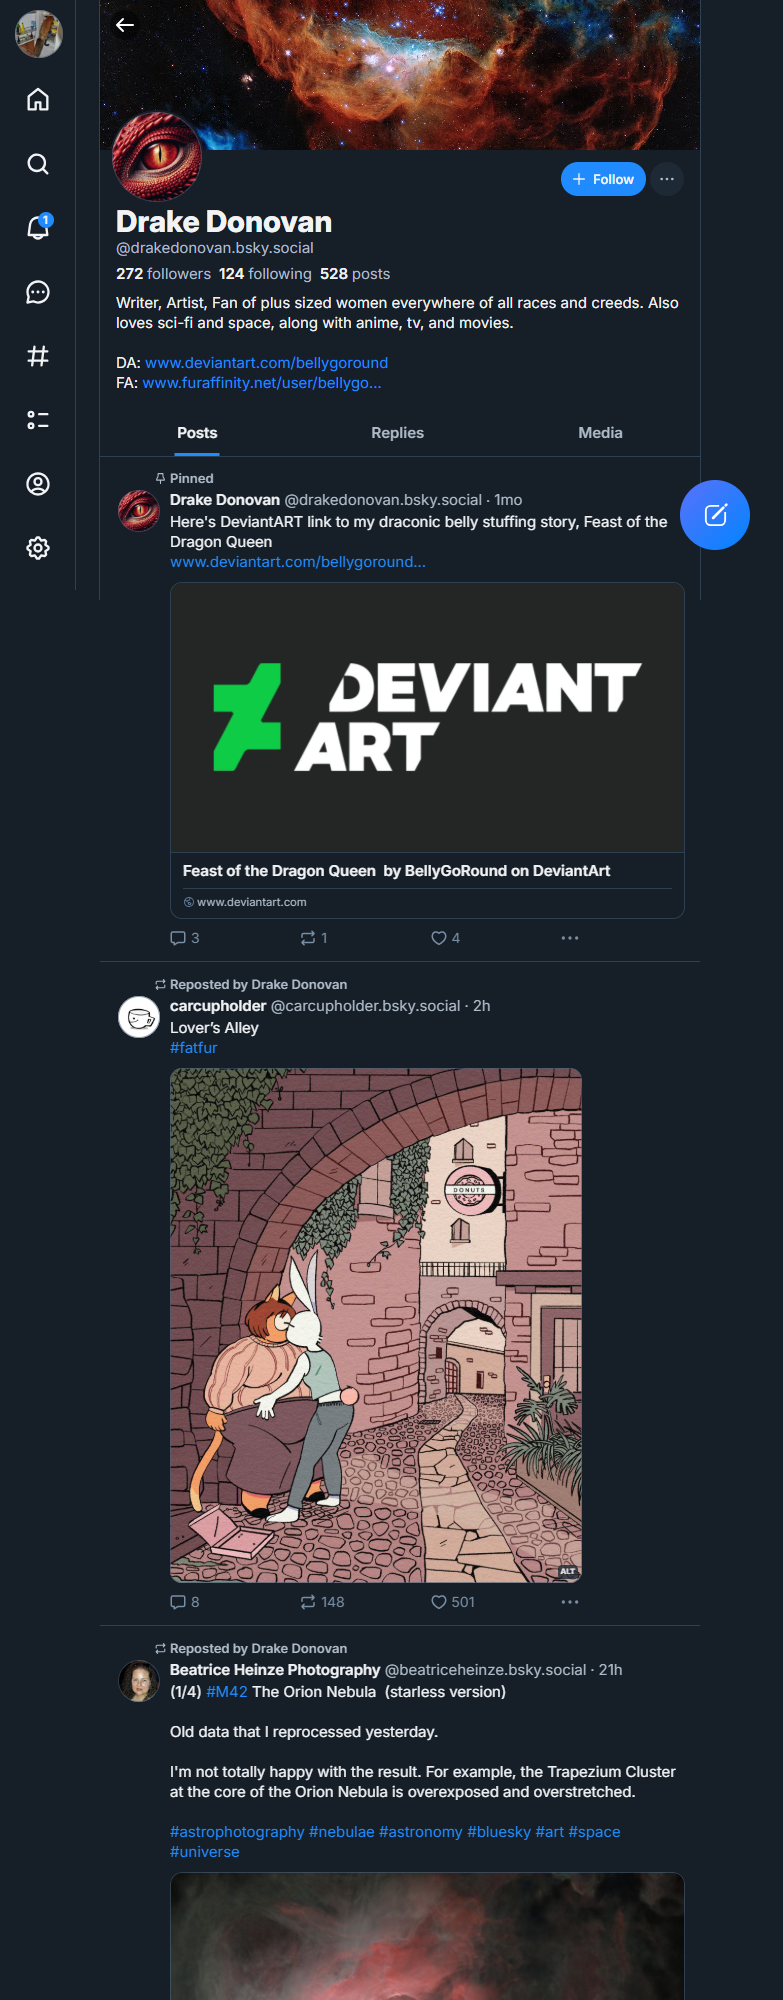 1
Follow
Drake Donovan
@drakedonovan.bsky.social
272 followers 124 following 528 posts
Writer, Artist, Fan of plus sized women everywhere of all races and creeds. Also
loves sci-fi and space, along with anime, tv, and movies.
DA: www.deviantart.com/bellygoround
FA: www.furaffinity.net/user/bellygo...
Posts Replies Media
Pinned
Drake Donovan @drakedonovan.bsky.social · 1mo
Here's DeviantART link to my draconic belly stuffing story, Feast of the
Dragon Queen
www.deviantart.com/bellygoround...
DEVIANT
ART
Feast of the Dragon Queen by BellyGoRound on DeviantArt
www.deviantart.com
3 1 4
Reposted by Drake Donovan
carcupholder @carcupholder.bsky.social · 2h
Lover’s Alley
#fatfur
DONUTS
ALT
8 148 501
Reposted by Drake Donovan
Beatrice Heinze Photography @beatriceheinze.bsky.social · 21h
(1/4) #M42 The Orion Nebula (starless version)
Old data that I reprocessed yesterday.
I'm not totally happy with the result. For example, the Trapezium Cluster
at the core of the Orion Nebula is overexposed and overstretched.
#astrophotography #nebulae #astronomy #bluesky #art #space
#universe